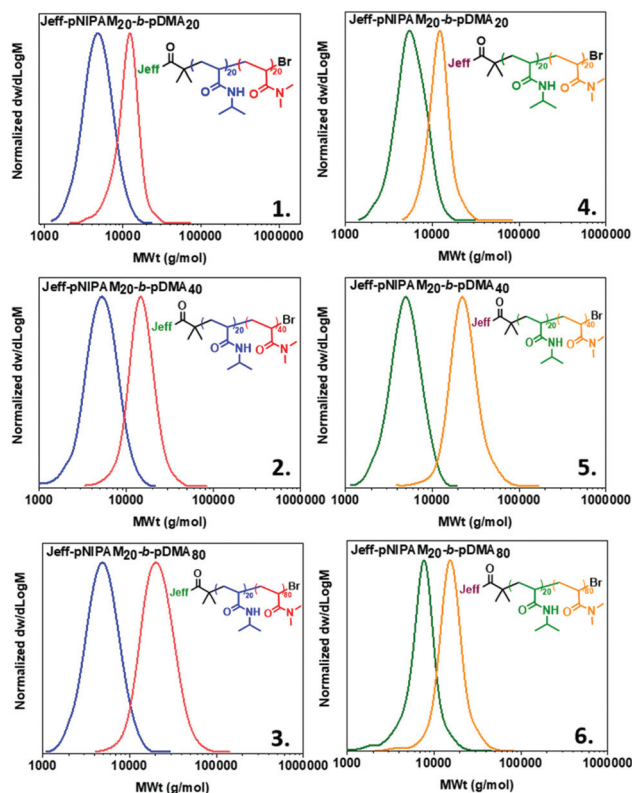 Jeff-pNIPAM20-b-pDMA20
Normalized dw/dLogM
Jeff
O
20
20
Br
O
NH
O
N
1.
1000 10000 100000 1000000
MWt (g/mol)
Jeff-pNIPAM20-b-pDMA20
Normalized dw/dLogM
Jeff
O
20
20
Br
O
NH
O
N
4.
1000 10000 100000 1000000
MWt (g/mol)
Jeff-pNIPAM20-b-pDMA40
Normalized dw/dLogM
Jeff
O
20
40
Br
O
NH
O
N
2.
1000 10000 100000 1000000
MWt (g/mol)
Jeff-pNIPAM20-b-pDMA40
Normalized dw/dLogM
Jeff
O
20
40
Br
O
NH
O
N
5.
1000 10000 100000 1000000
MWt (g/mol)
Jeff-pNIPAM20-b-pDMA80
Normalized dw/dLogM
Jeff
O
20
80
Br
O
NH
O
N
3.
1000 10000 100000 1000000
MWt (g/mol)
Jeff-pNIPAM20-b-pDMA80
Normalized dw/dLogM
Jeff
O
20
80
Br
O
NH
O
N
6.
1000 10000 100000 1000000
MWt (g/mol)